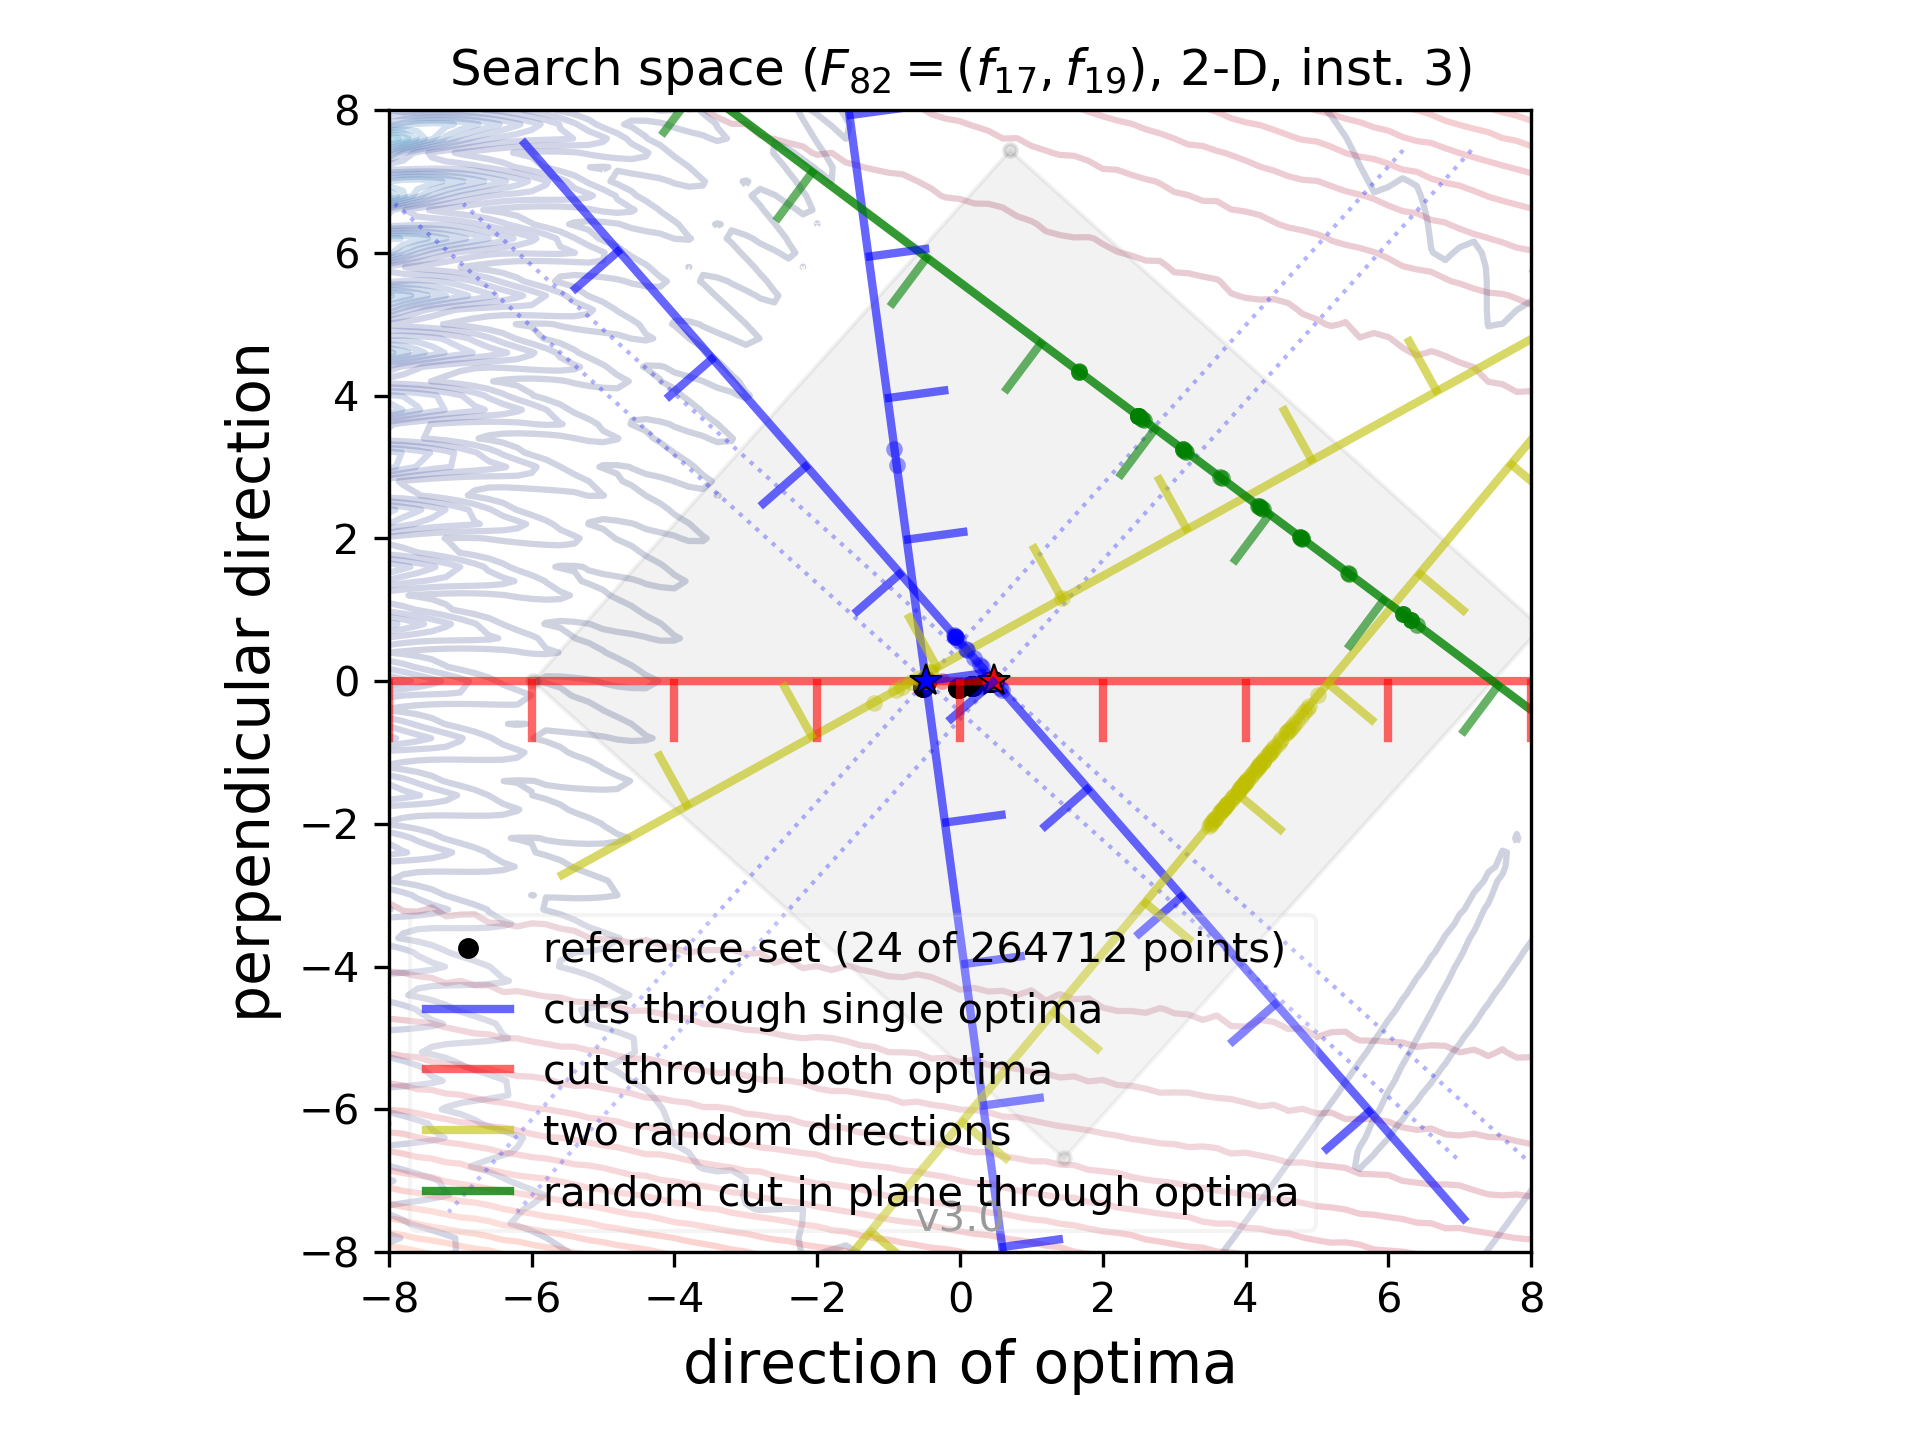 Search space (F82 = (f17, f19), 2-D, inst. 3)
8
6
4
2
0
−2
−4
−6
−8
perpendicular direction
reference set (24 of 264712 points)
cuts through single optima
cut through both optima
two random directions
random cut in plane through optima
v3.0
−8 −6 −4 −2 0 2 4 6 8
direction of optima